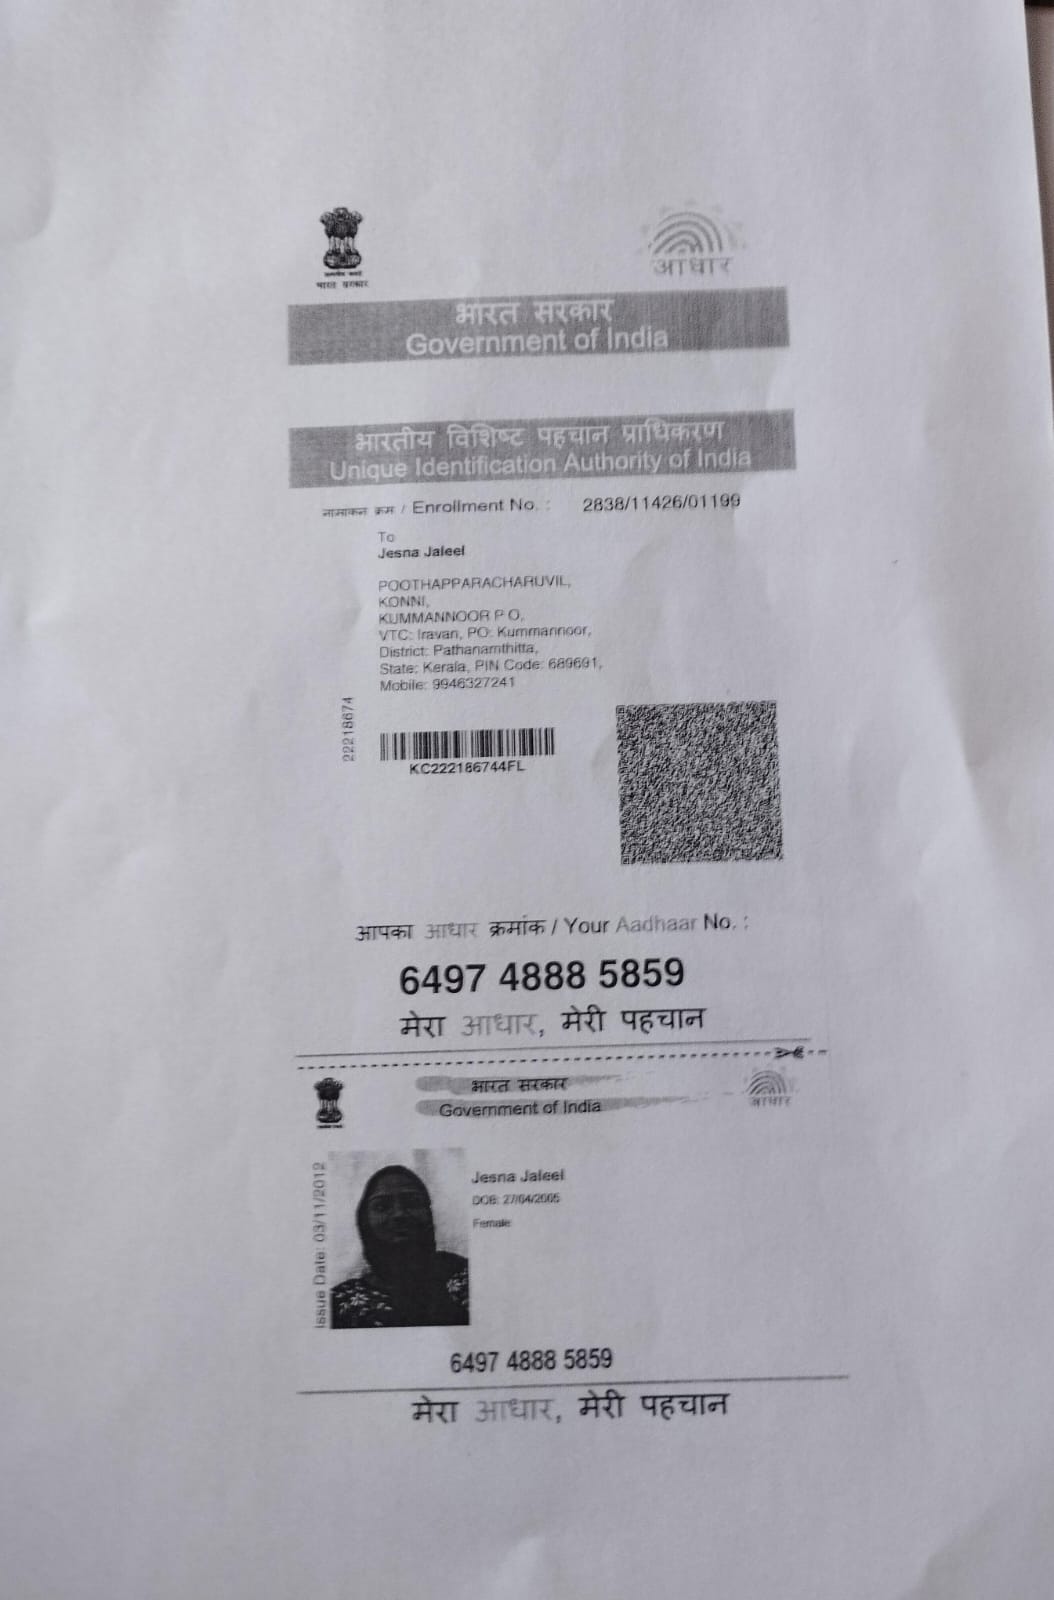 भारत सरकार
आधार
भारत सरकार
Government of India
भारतीय विशिष्ट पहचान प्राधिकरण
Unique Identification Authority of India
नामांकन क्रम / Enrollment No. : 2838/11426/01199
To
Jesna Jaleel
POOTHAPPARACHARUVIL,
KONNI,
KUMMANNOOR P O,
VTC: Iravan, PO: Kummannoor,
District: Pathanamthitta,
State: Kerala, PIN Code: 689691,
Mobile: 9946327241
22218674
KC222186744FL
आपका आधार क्रमांक / Your Aadhaar No. :
6497 4888 5859
मेरा आधार, मेरी पहचान
भारत सरकार
Government of India
आधार
Issue Date: 03/11/2012
Jesna Jaleel
DOB: 27/04/2005
Female
6497 4888 5859
मेरा आधार, मेरी पहचान